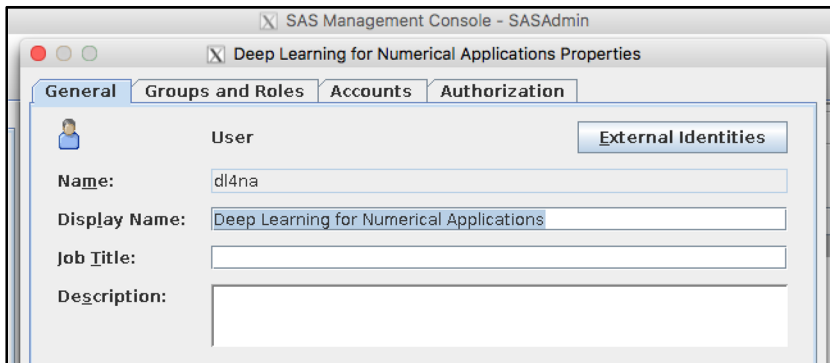 SAS Management Console - SASAdmin
Deep Learning for Numerical Applications Properties
General Groups and Roles Accounts Authorization
User External Identities
Name: dl4na
Display Name: Deep Learning for Numerical Applications
Job Title:
Description: